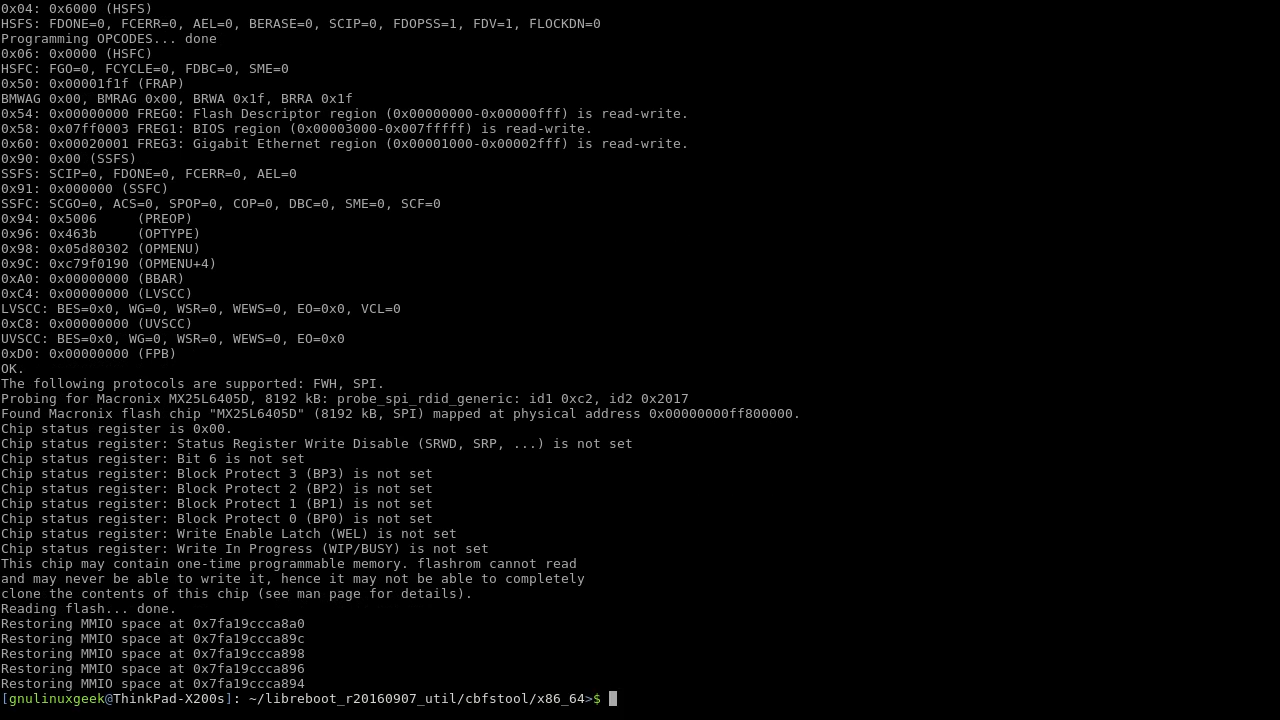 0x04: 0x6000 (HSFS)
HSFS: FDONE=0, FCERR=0, AEL=0, BERASE=0, SCIP=0, FDOPSS=1, FDV=1, FLOCKDN=0
Programming OPCODES... done
0x06: 0x0000 (HSFC)
HSFC: FGO=0, FCYCLE=0, FDBC=0, SME=0
0x50: 0x00001f1f (FRAP)
BMWAG 0x00, BMRAG 0x00, BRWA 0x1f, BRRA 0x1f
0x54: 0x00000000 FREG0: Flash Descriptor region (0x00000000-0x00000fff) is read-write.
0x58: 0x07ff0003 FREG1: BIOS region (0x00003000-0x007fffff) is read-write.
0x60: 0x00020001 FREG3: Gigabit Ethernet region (0x00001000-0x00002fff) is read-write.
0x90: 0x00 (SSFS)
SSFS: SCIP=0, FDONE=0, FCERR=0, AEL=0
0x91: 0x000000 (SSFC)
SSFC: SCGO=0, ACS=0, SPOP=0, COP=0, DBC=0, SME=0, SCF=0
0x94: 0x5006     (PREOP)
0x96: 0x463b     (OPTYPE)
0x98: 0x05d80302 (OPMENU)
0x9C: 0xc79f0190 (OPMENU+4)
0xA0: 0x00000000 (BBAR)
0xC4: 0x00000000 (LVSCC)
LVSCC: BES=0x0, WG=0, WSR=0, WEWS=0, EO=0x0, VCL=0
0xC8: 0x00000000 (UVSCC)
UVSCC: BES=0x0, WG=0, WSR=0, WEWS=0, EO=0x0
0xD0: 0x00000000 (FPB)
OK.
The following protocols are supported: FWH, SPI.
Probing for Macronix MX25L6405D, 8192 kB: probe_spi_rdid_generic: id1 0xc2, id2 0x2017
Found Macronix flash chip "MX25L6405D" (8192 kB, SPI) mapped at physical address 0x00000000ff800000.
Chip status register is 0x00.
Chip status register: Status Register Write Disable (SRWD, SRP, ...) is not set
Chip status register: Bit 6 is not set
Chip status register: Block Protect 3 (BP3) is not set
Chip status register: Block Protect 2 (BP2) is not set
Chip status register: Block Protect 1 (BP1) is not set
Chip status register: Block Protect 0 (BP0) is not set
Chip status register: Write Enable Latch (WEL) is not set
Chip status register: Write In Progress (WIP/BUSY) is not set
This chip may contain one-time programmable memory. flashrom cannot read
and may never be able to write it, hence it may not be able to completely
clone the contents of this chip (see man page for details).
Reading flash... done.
Restoring MMIO space at 0x7fa19ccca8a0
Restoring MMIO space at 0x7fa19ccca89c
Restoring MMIO space at 0x7fa19ccca898
Restoring MMIO space at 0x7fa19ccca896
Restoring MMIO space at 0x7fa19ccca894
[gnulinuxgeek@ThinkPad-X200s]: ~/libreboot_r20160907_util/cbfstool/x86_64>$